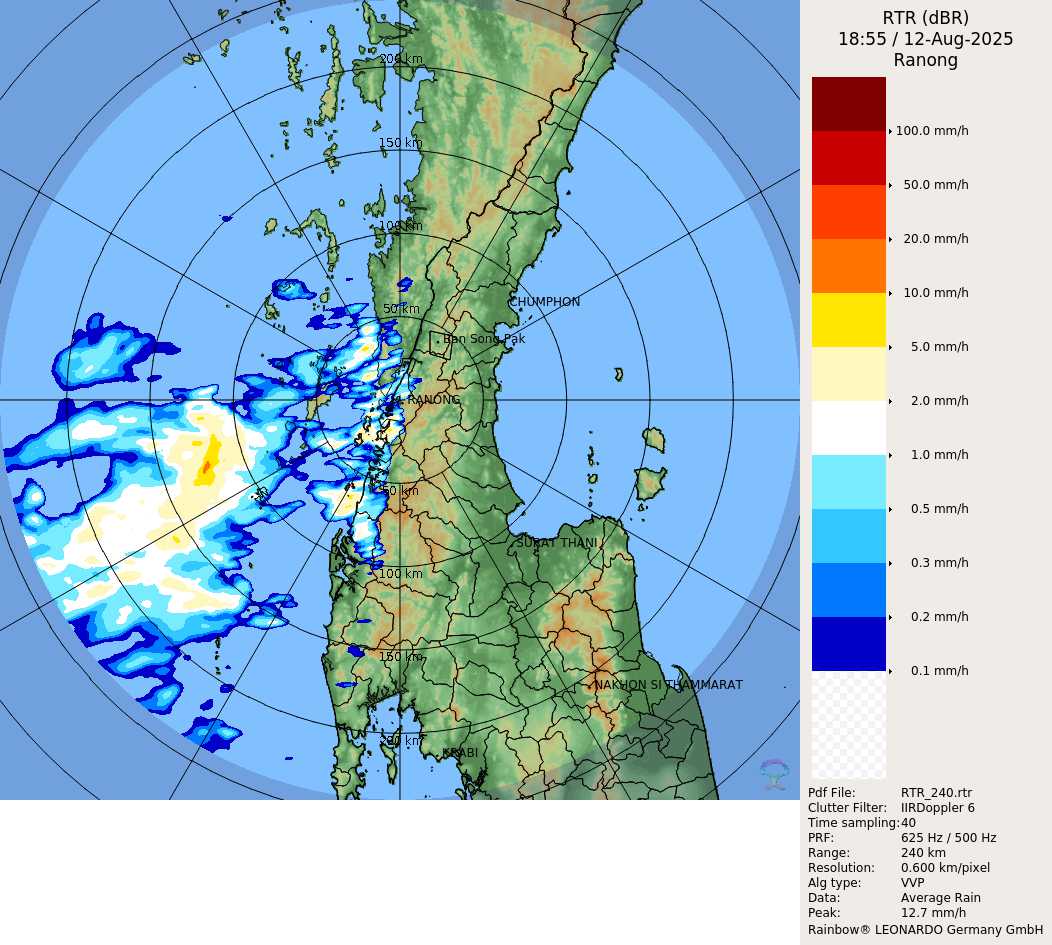 RTR (dBR)
18:55 / 12-Aug-2025
Ranong
100.0 mm/h
50.0 mm/h
20.0 mm/h
10.0 mm/h
5.0 mm/h
2.0 mm/h
1.0 mm/h
0.5 mm/h
0.3 mm/h
0.2 mm/h
0.1 mm/h
Pdf File: RTR_240.rtr
Clutter Filter: IIRDoppler 6
Time sampling: 40
PRF: 625 Hz / 500 Hz
Range: 240 km
Resolution: 0.600 km/pixel
Alg type: VVP
Data: Average Rain
Peak: 12.7 mm/h
Rainbow® LEONARDO Germany GmbH
200 km
150 km
100 km
CHUMPHON
50 km
Ban Song Pak
RANONG
50 km
SURAT THANI
100 km
150 km
NAKHON SI THAMMARAT
200 km
KRABI